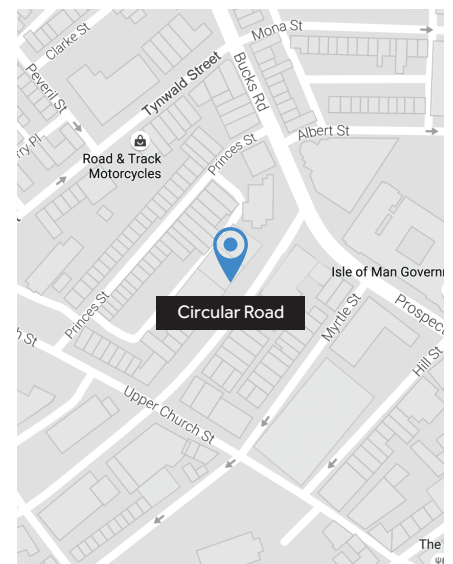 Mona St
Clarke St
Peveril St
Tynwald Street
Bucks Rd
Albert St
Princes St
Road & Track
Motorcycles
Isle of Man Govern
Circular Road
Princes St
Myrtle St
Prospec
Hill St
Upper Church St
The